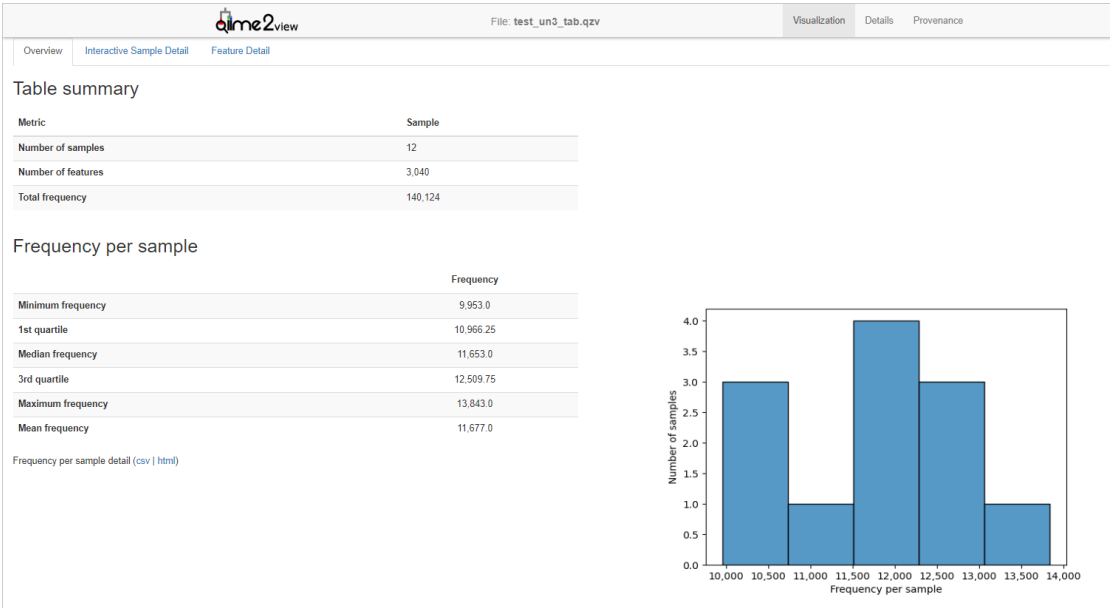 qiime2view File: test_un3_tab.qzv Visualization Details Provenance
Overview Interactive Sample Detail Feature Detail
Table summary
Metric Sample
Number of samples 12
Number of features 3,040
Total frequency 140,124
Frequency per sample
Frequency
Minimum frequency 9,953.0
1st quartile 10,966.25
Median frequency 11,653.0
3rd quartile 12,509.75
Maximum frequency 13,843.0
Mean frequency 11,677.0
Frequency per sample detail (csv | html)
Number of samples
4.0
3.5
3.0
2.5
2.0
1.5
1.0
0.5
0.0
10,000 10,500 11,000 11,500 12,000 12,500 13,000 13,500 14,000
Frequency per sample